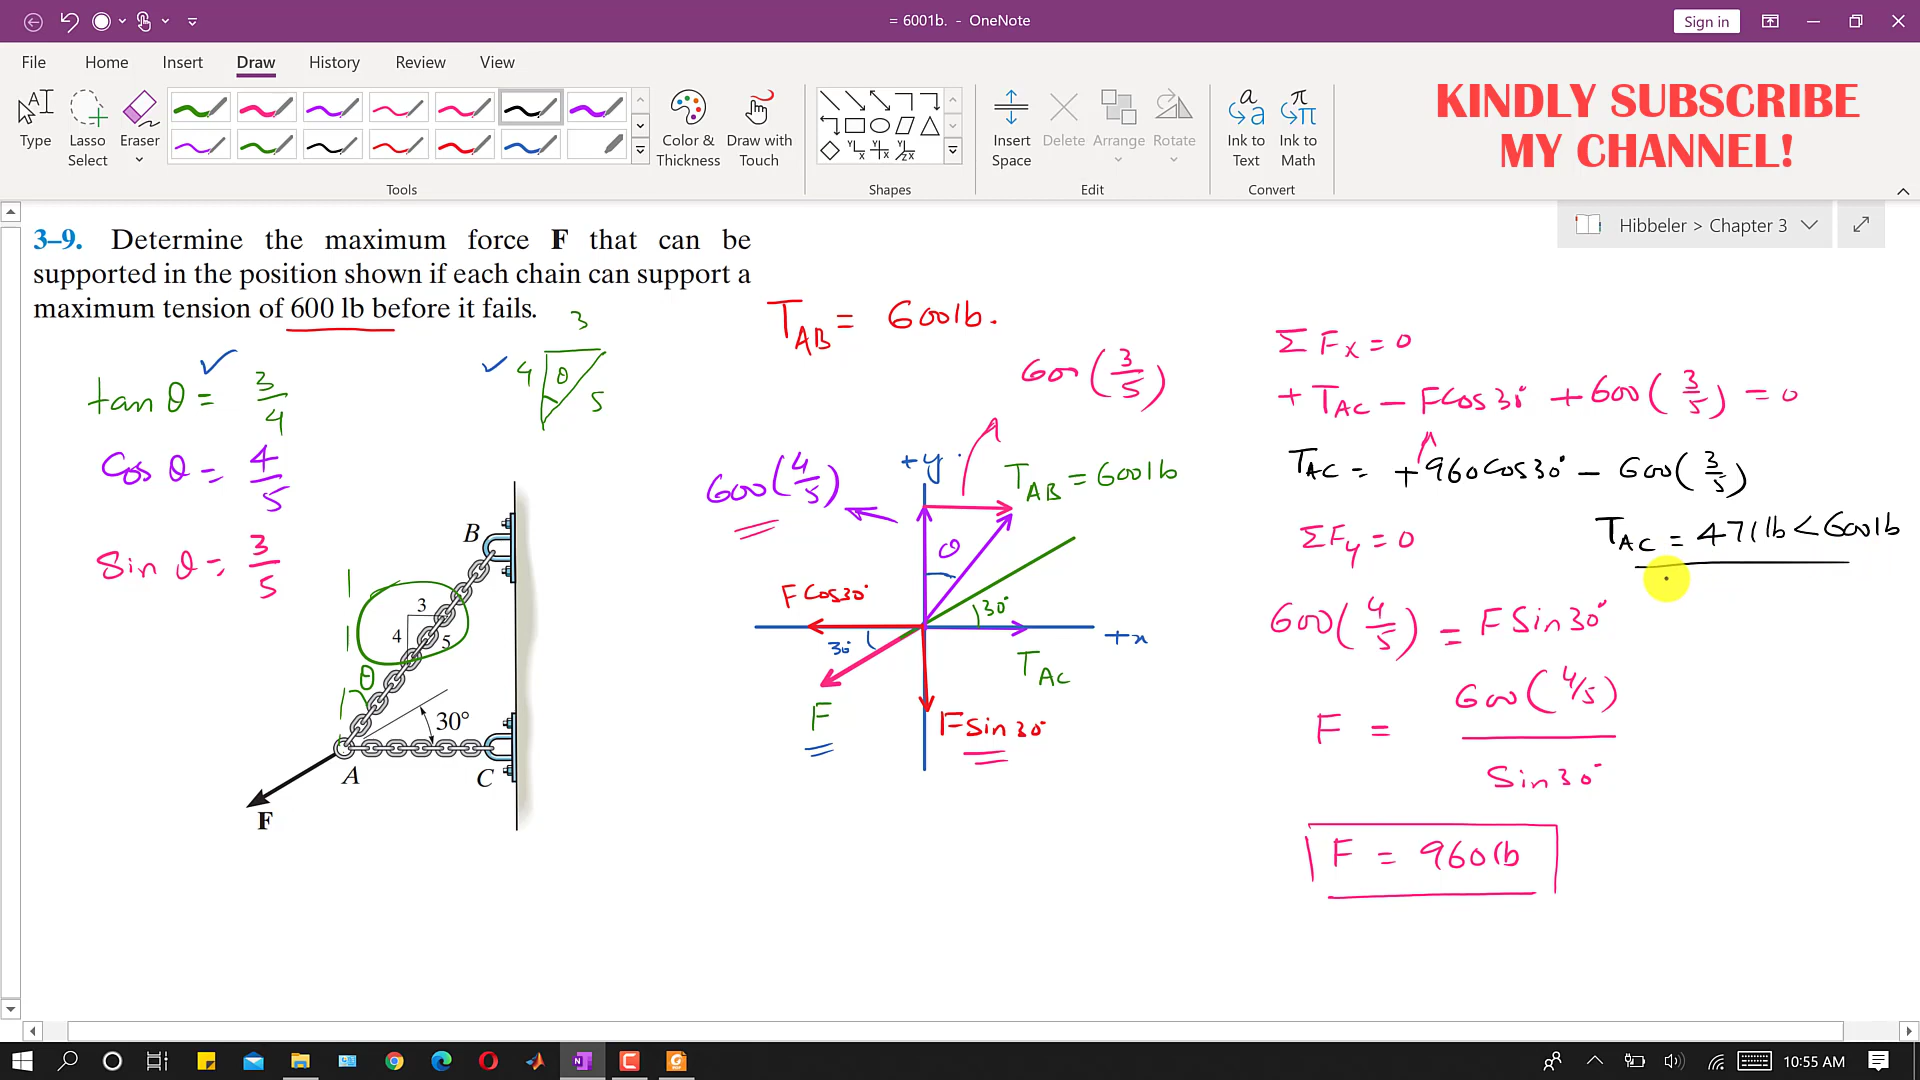 = 6001b. - OneNote
Sign in
File Home Insert Draw History Review View
Type
Lasso Select
Eraser
Color & Thickness
Draw with Touch
Insert Space
Delete
Arrange
Rotate
Ink to Text
Ink to Math
Tools
Shapes
Edit
Convert
KINDLY SUBSCRIBE
MY CHANNEL!
Hibbeler > Chapter 3
3–9. Determine the maximum force F that can be
supported in the position shown if each chain can support a
maximum tension of 600 lb before it fails.
tan θ = 3/4
cos θ = 4/5
Sin θ = 3/5
3
4 θ
5
B
3
4
5
θ
30°
A
C
F
T_AB = 600lb.
600(3/5)
600(4/5)
+y
T_AB = 600lb
θ
FCos30°
30°
30°
+x
T_AC
F
FSin30°
ΣFx = 0
+ T_AC − FCos30° + 600(3/5) = 0
T_AC = +960Cos30° − 600(3/5)
ΣFy = 0
T_AC = 471lb < 600lb
600(4/5) = FSin30°
F = 600(4/5)
Sin30°
F = 960lb
10:55 AM